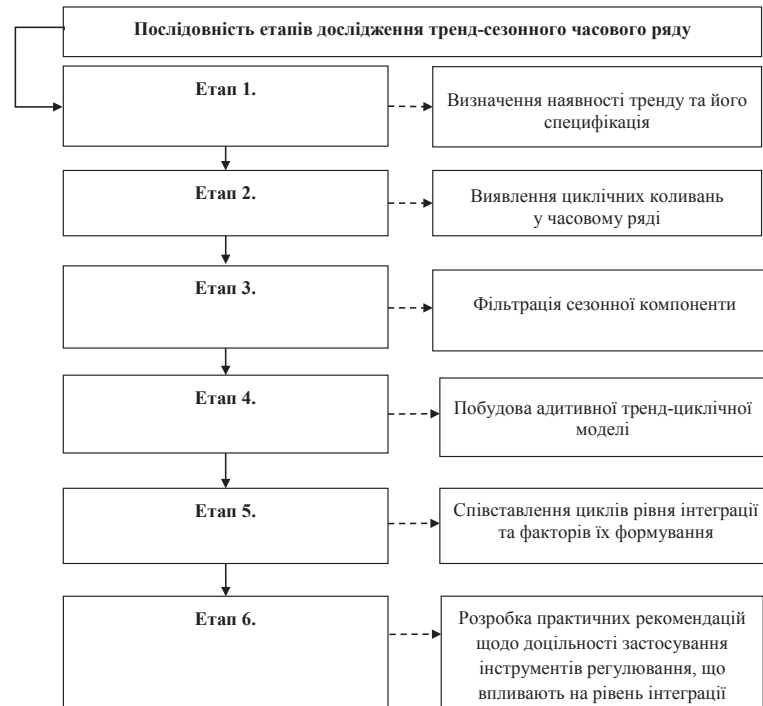 Послідовність етапів дослідження тренд-сезонного часового ряду
Етап 1.
Визначення наявності тренду та його
специфікація
Етап 2.
Виявлення циклічних коливань
у часовому ряді
Етап 3.
Фільтрація сезонної компоненти
Етап 4.
Побудова адитивної тренд-циклічної
моделі
Етап 5.
Співставлення циклів рівня інтеграції
та факторів їх формування
Етап 6.
Розробка практичних рекомендацій
щодо доцільності застосування
інструментів регулювання, що
впливають на рівень інтеграції